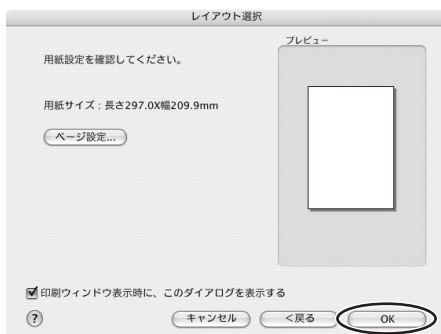 レイアウト選択
プレビュー
用紙設定を確認してください。
用紙サイズ：長さ297.0X幅209.9mm
ページ設定...
印刷ウィンドウ表示時に、このダイアログを表示する
?
キャンセル
<戻る
OK